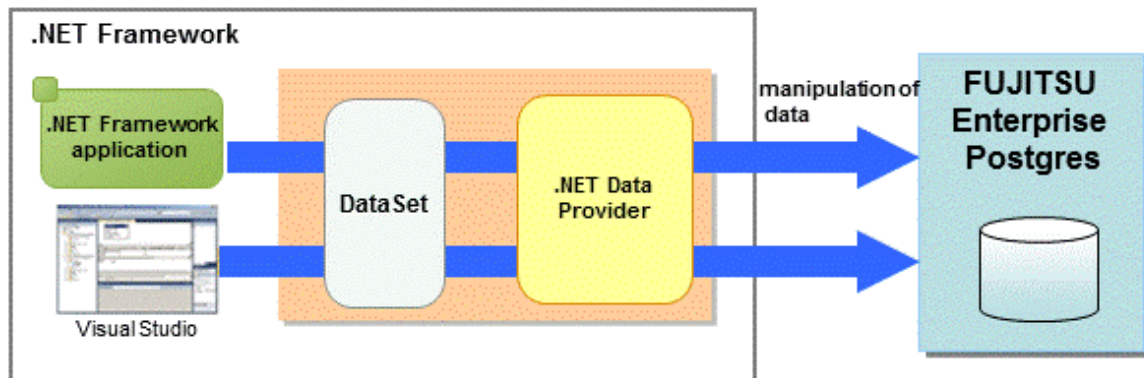 .NET Framework
.NET Framework
application
Visual Studio
DataSet
.NET Data
Provider
manipulation of
data
FUJITSU
Enterprise
Postgres